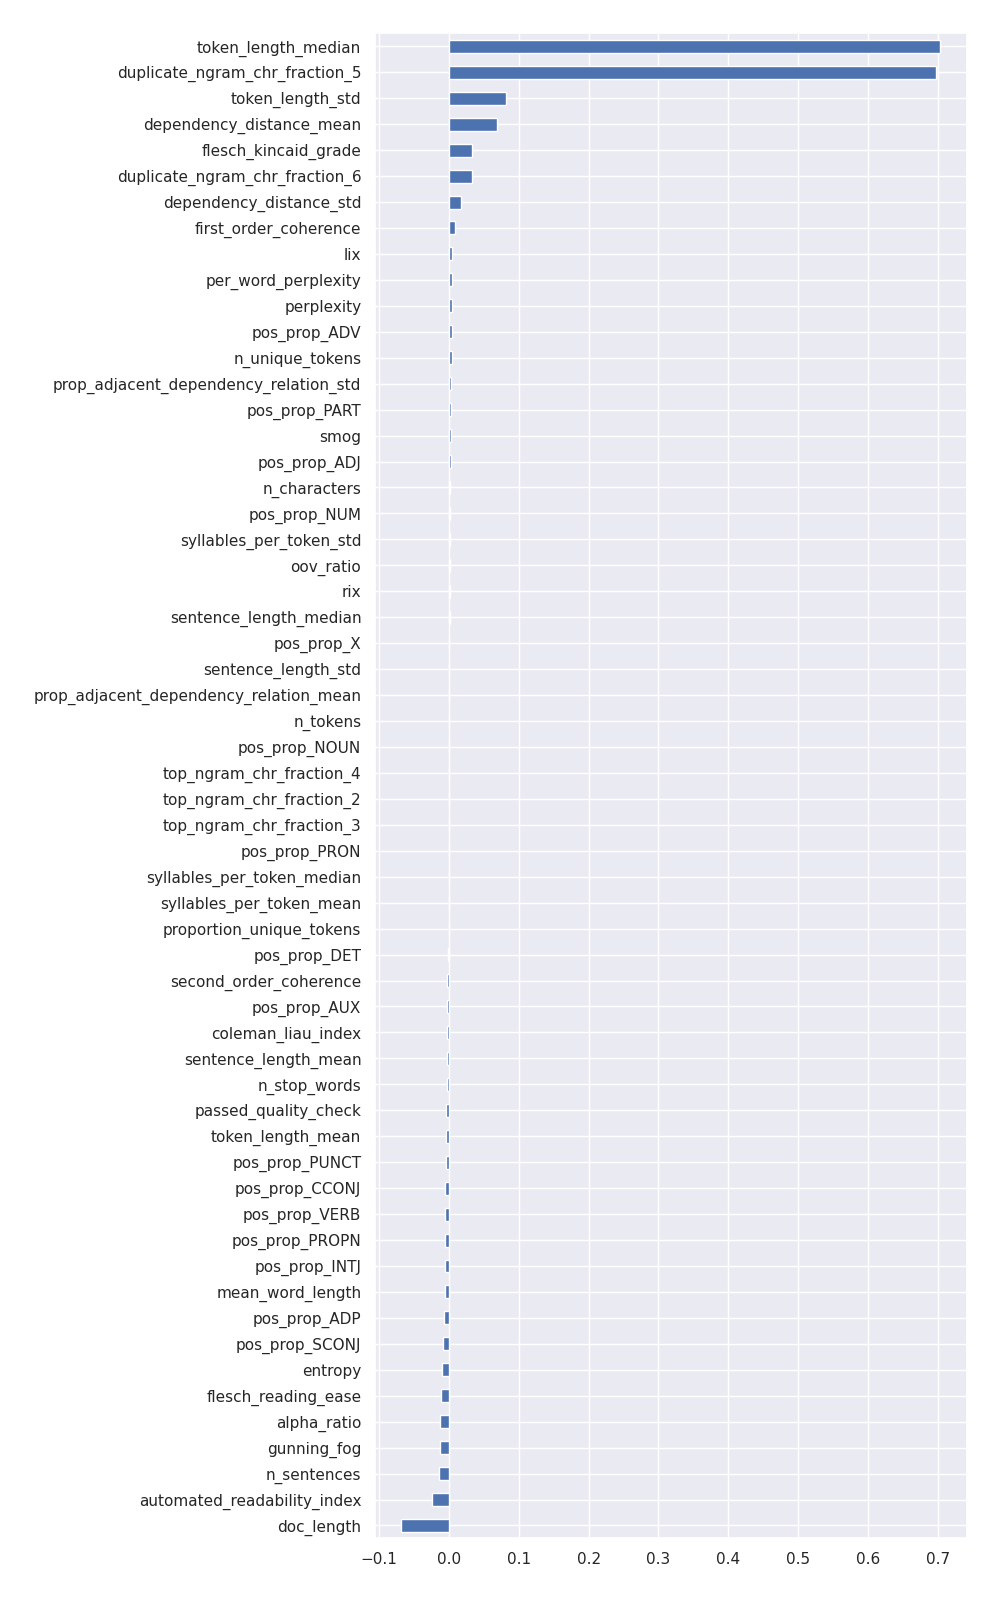 token_length_median
duplicate_ngram_chr_fraction_5
token_length_std
dependency_distance_mean
flesch_kincaid_grade
duplicate_ngram_chr_fraction_6
dependency_distance_std
first_order_coherence
lix
per_word_perplexity
perplexity
pos_prop_ADV
n_unique_tokens
prop_adjacent_dependency_relation_std
pos_prop_PART
smog
pos_prop_ADJ
n_characters
pos_prop_NUM
syllables_per_token_std
oov_ratio
rix
sentence_length_median
pos_prop_X
sentence_length_std
prop_adjacent_dependency_relation_mean
n_tokens
pos_prop_NOUN
top_ngram_chr_fraction_4
top_ngram_chr_fraction_2
top_ngram_chr_fraction_3
pos_prop_PRON
syllables_per_token_median
syllables_per_token_mean
proportion_unique_tokens
pos_prop_DET
second_order_coherence
pos_prop_AUX
coleman_liau_index
sentence_length_mean
n_stop_words
passed_quality_check
token_length_mean
pos_prop_PUNCT
pos_prop_CCONJ
pos_prop_VERB
pos_prop_PROPN
pos_prop_INTJ
mean_word_length
pos_prop_ADP
pos_prop_SCONJ
entropy
flesch_reading_ease
alpha_ratio
gunning_fog
n_sentences
automated_readability_index
doc_length
−0.1 0.0 0.1 0.2 0.3 0.4 0.5 0.6 0.7